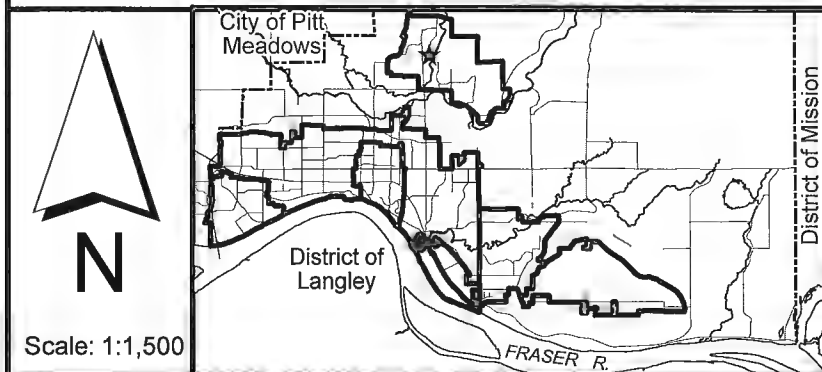 City of Pitt
Meadows
District of Mission
District of
Langley
N
Scale: 1:1,500
FRASER R.